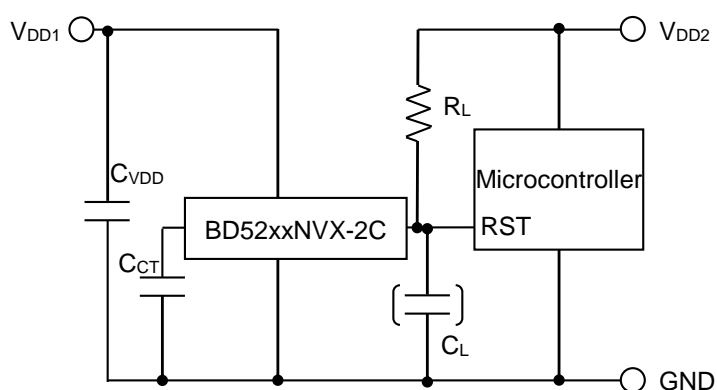 VDD1
VDD2
RL
CVDD
Microcontroller
BD52xxNVX-2C
RST
CCT
CL
GND